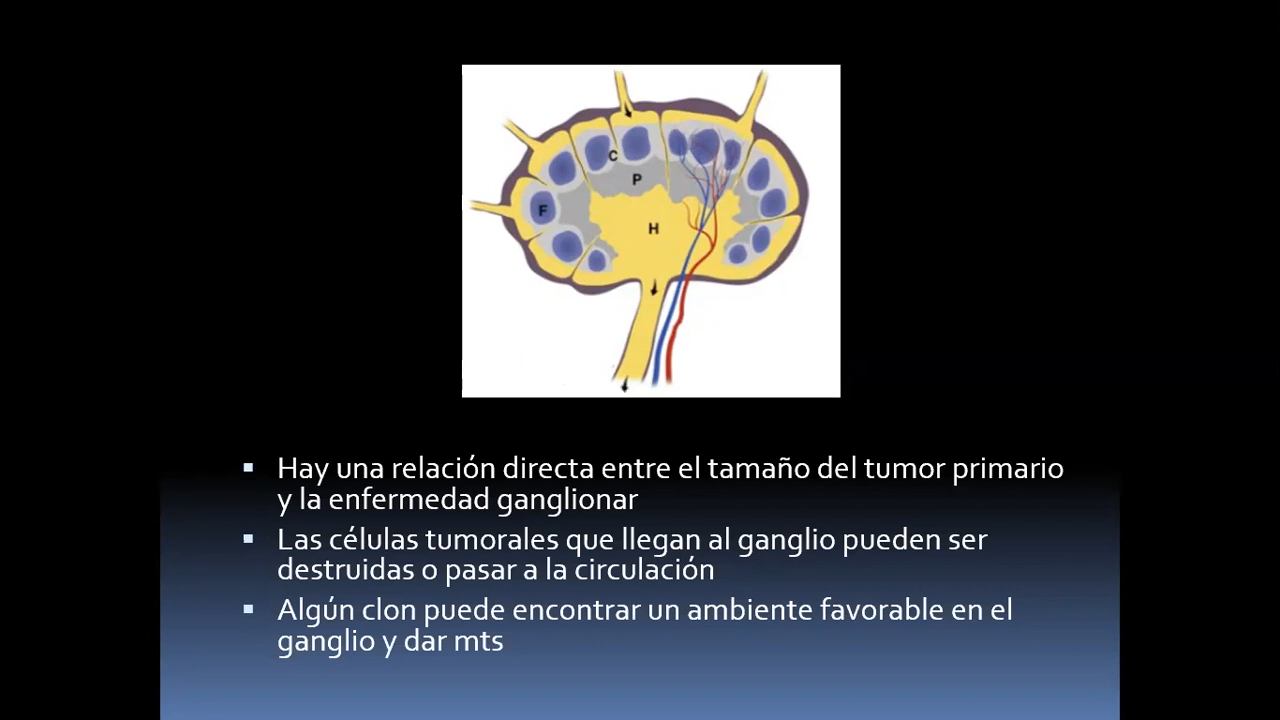 C
P
F
H
▪ Hay una relación directa entre el tamaño del tumor primario
y la enfermedad ganglionar
▪ Las células tumorales que llegan al ganglio pueden ser
destruidas o pasar a la circulación
▪ Algún clon puede encontrar un ambiente favorable en el
ganglio y dar mts